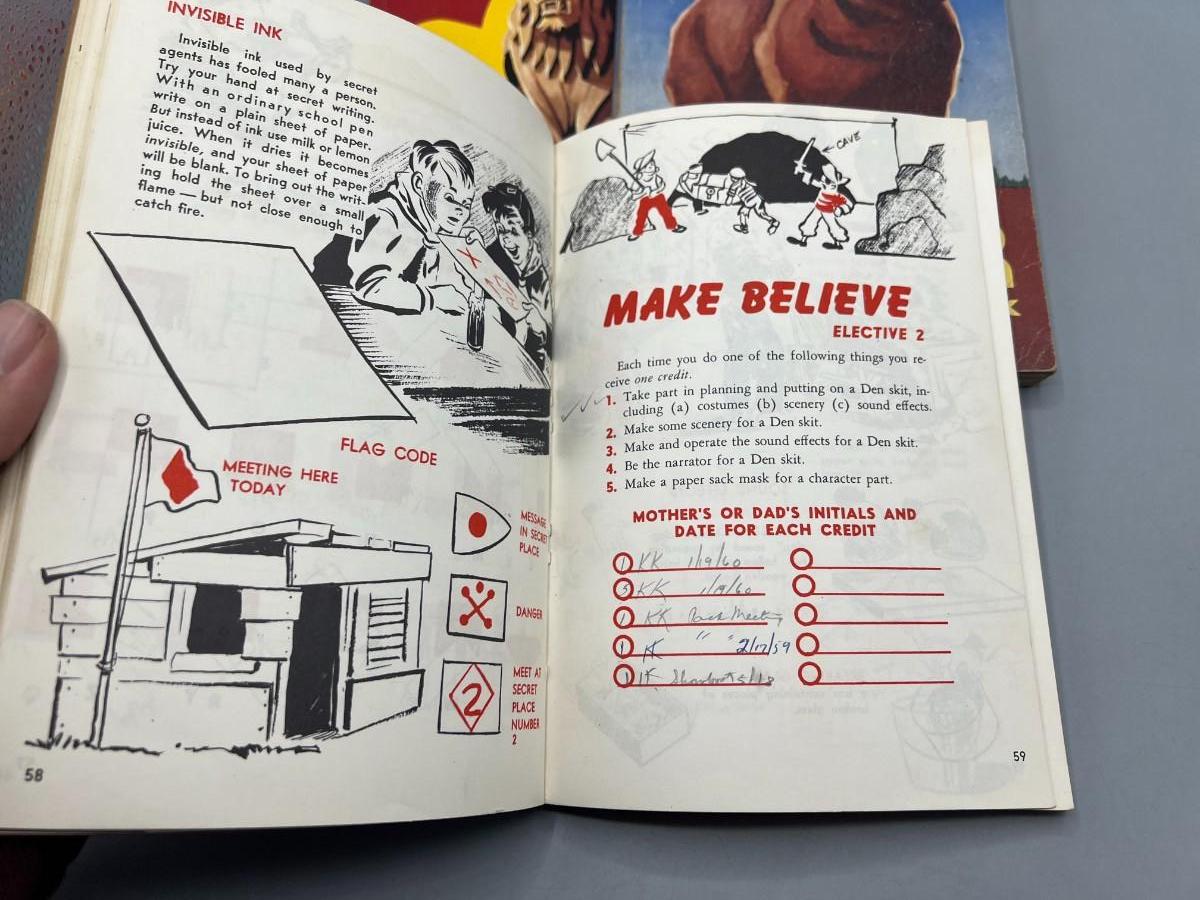 INVISIBLE INK
Invisible ink used by secret
agents has fooled many a person.
Try your hand at secret writing.
With an ordinary school pen
write on a plain sheet of paper.
But instead of ink use milk or lemon
juice. When it dries it becomes
invisible, and your sheet of paper
will be blank. To bring out the writ-
ing hold the sheet over a small
flame — but not close enough to
catch fire.
FLAG CODE
MEETING HERE
TODAY
MESSAGE
IN SECRET
PLACE
DANGER
2
MEET AT
SECRET
PLACE
NUMBER
2
58
CAVE
MAKE BELIEVE
ELECTIVE 2
Each time you do one of the following things you re-
ceive one credit.
1. Take part in planning and putting on a Den skit, in-
cluding (a) costumes (b) scenery (c) sound effects.
2. Make some scenery for a Den skit.
3. Make and operate the sound effects for a Den skit.
4. Be the narrator for a Den skit.
5. Make a paper sack mask for a character part.
MOTHER'S OR DAD'S INITIALS AND
DATE FOR EACH CREDIT
1 KK 1/19/60
KK 1/19/60
1 KK Pack Meeting
1 K " " 2/17/59
1
59